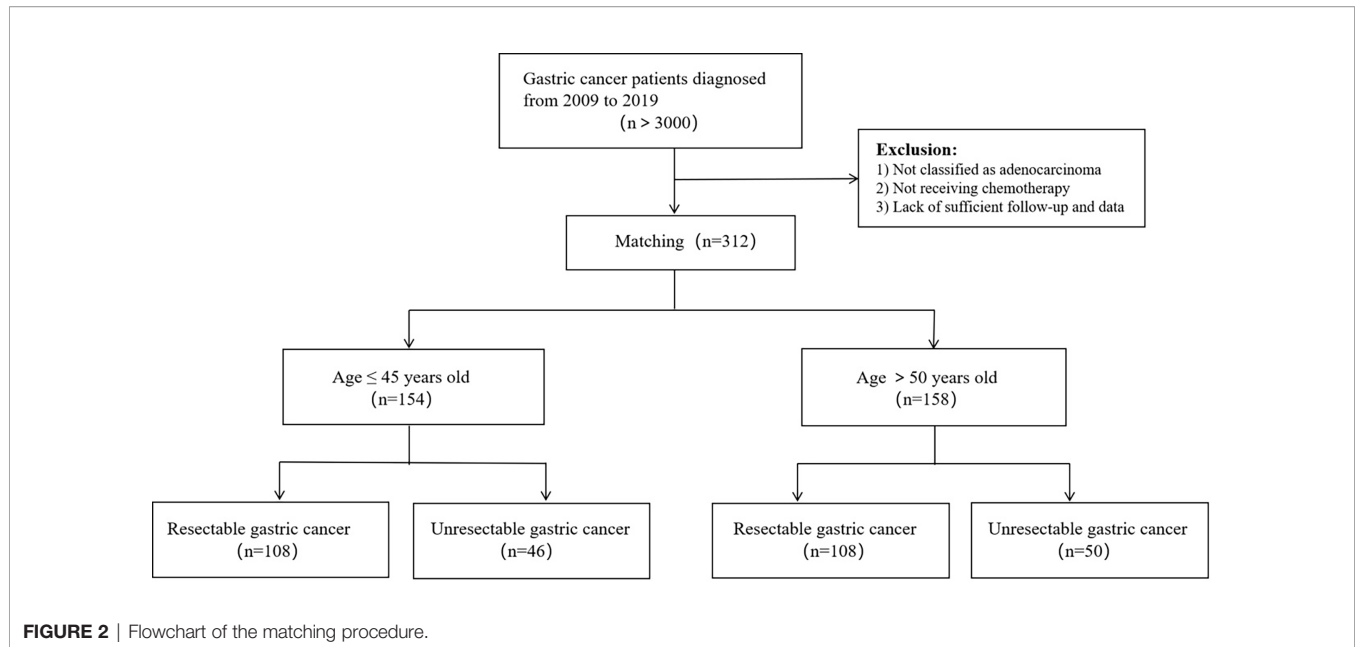 Gastric cancer patients diagnosed
from 2009 to 2019
(n > 3000)
Exclusion:
1) Not classified as adenocarcinoma
2) Not receiving chemotherapy
3) Lack of sufficient follow-up and data
Matching (n=312)
Age ≤ 45 years old
(n=154)
Age > 50 years old
(n=158)
Resectable gastric cancer
(n=108)
Unresectable gastric cancer
(n=46)
Resectable gastric cancer
(n=108)
Unresectable gastric cancer
(n=50)
FIGURE 2 | Flowchart of the matching procedure.